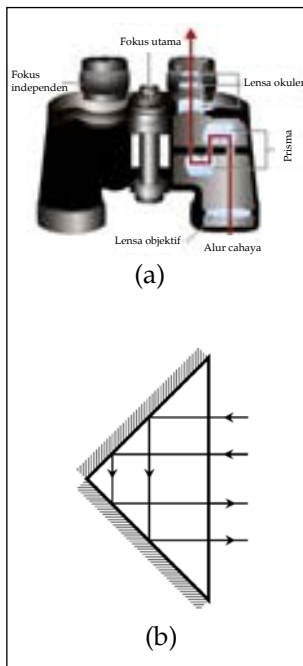 Fokus utama
Fokus
independen
Lensa okuler
Prisma
Lensa objektif
Alur cahaya
(a)
(b)